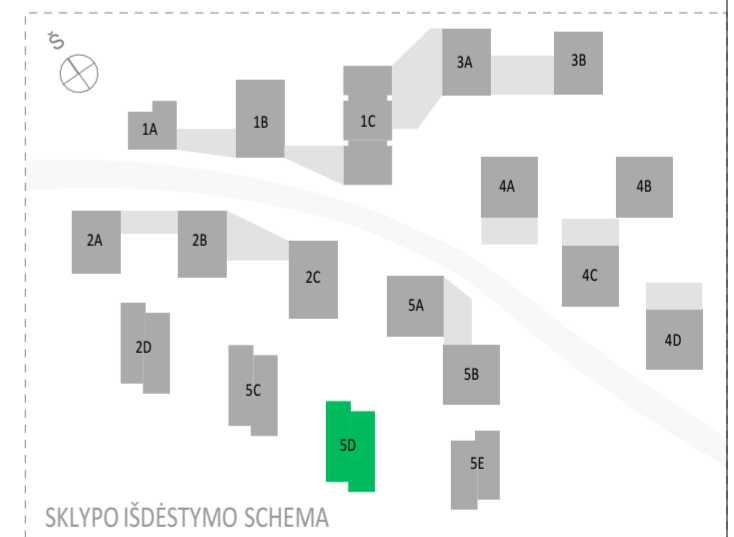 Š
3A
3B
1A
1B
1C
4A
4B
2A
2B
2C
4C
5A
4D
2D
5B
5C
5D
5E
SKLYPO IŠDĖSTYMO SCHEMA